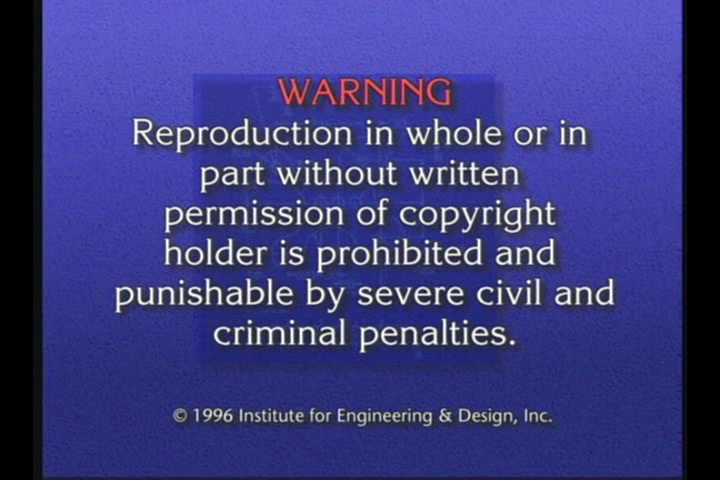 WARNING
Reproduction in whole or in
part without written
permission of copyright
holder is prohibited and
punishable by severe civil and
criminal penalties.
© 1996 Institute for Engineering & Design, Inc.